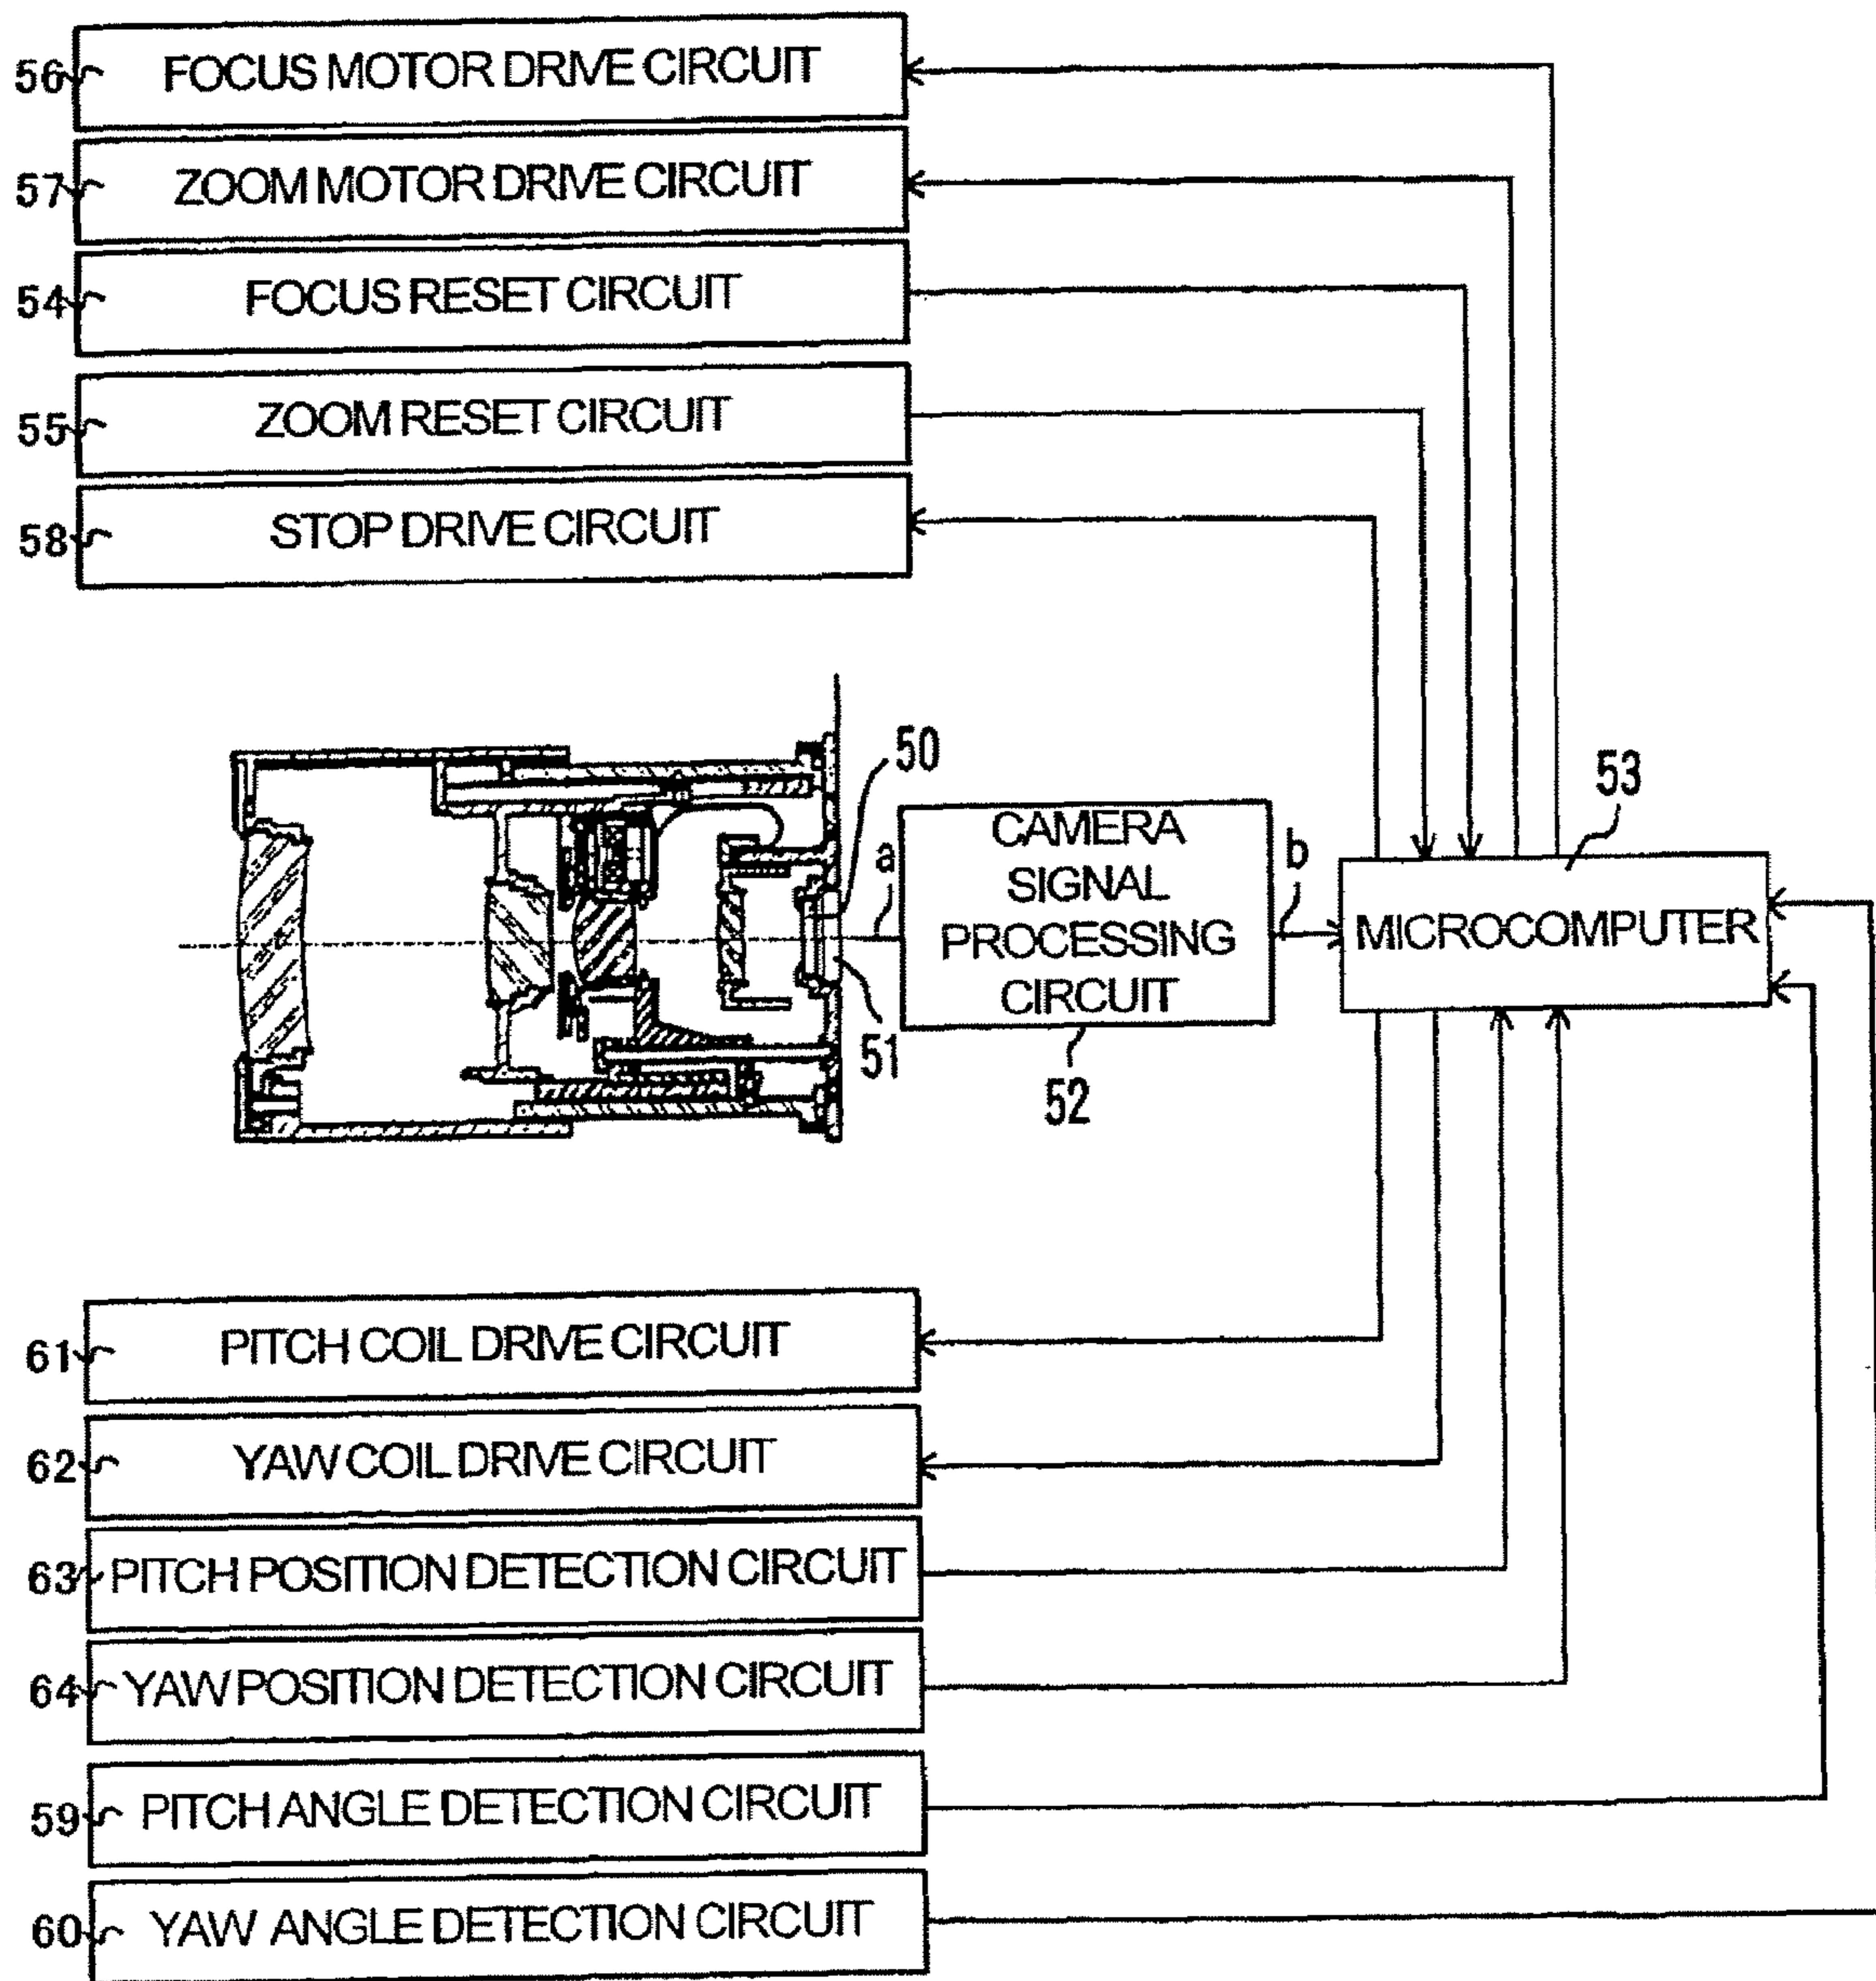 56 FOCUS MOTOR DRIVE CIRCUIT
57 ZOOM MOTOR DRIVE CIRCUIT
54 FOCUS RESET CIRCUIT
55 ZOOM RESET CIRCUIT
58 STOP DRIVE CIRCUIT
50
51
a
CAMERA
SIGNAL
PROCESSING
CIRCUIT
52
b
53
MICROCOMPUTER
61 PITCH COIL DRIVE CIRCUIT
62 YAW COIL DRIVE CIRCUIT
63 PITCH POSITION DETECTION CIRCUIT
64 YAW POSITION DETECTION CIRCUIT
59 PITCH ANGLE DETECTION CIRCUIT
60 YAW ANGLE DETECTION CIRCUIT